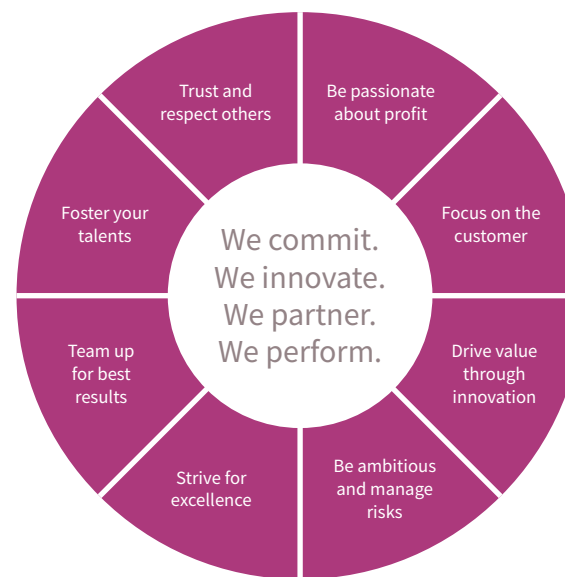 Trust and
respect others
Be passionate
about profit
Foster your
talents
Focus on the
customer
We commit.
We innovate.
We partner.
We perform.
Team up
for best
results
Drive value
through
innovation
Strive for
excellence
Be ambitious
and manage
risks